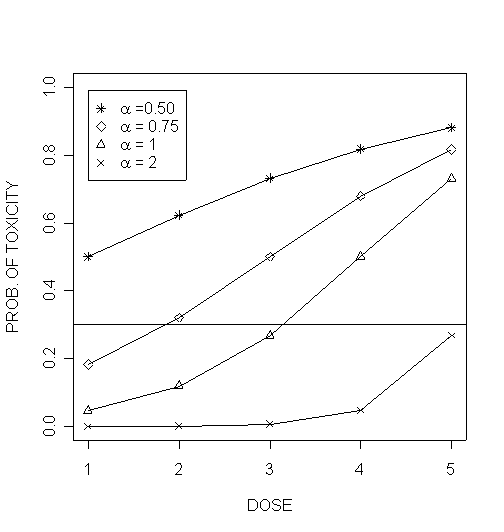 α =0.50
α = 0.75
α = 1
α = 2
PROB. OF TOXICITY
1.0
0.8
0.6
0.4
0.2
0.0
1 2 3 4 5
DOSE